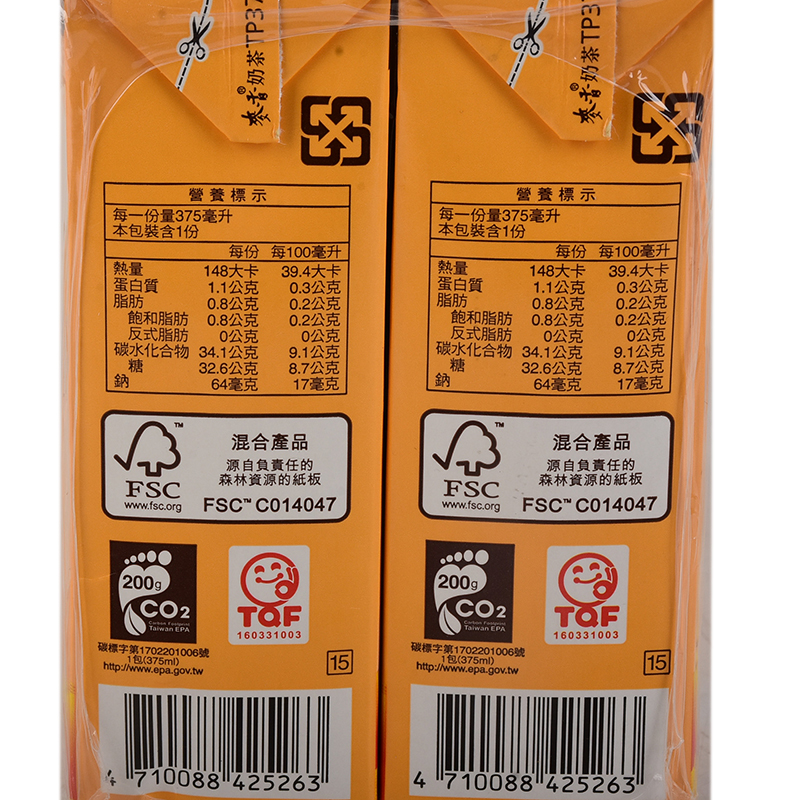 麥香®奶茶TP37
營養標示
每一份量375毫升
本包裝含1份
每份 每100毫升
熱量 148大卡 39.4大卡
蛋白質 1.1公克 0.3公克
脂肪 0.8公克 0.2公克
飽和脂肪 0.8公克 0.2公克
反式脂肪 0公克 0公克
碳水化合物 34.1公克 9.1公克
糖 32.6公克 8.7公克
鈉 64毫克 17毫克
FSC™
www.fsc.org
混合產品
源自負責任的
森林資源的紙板
FSC™ C014047
200g
CO2
Carbon Footprint
Taiwan EPA
TQF
160331003
碳標字第1702201006號
1包(375ml)
http://www.epa.gov.tw
15
4 710088 425263
麥香®奶茶TP37
營養標示
每一份量375毫升
本包裝含1份
每份 每100毫升
熱量 148大卡 39.4大卡
蛋白質 1.1公克 0.3公克
脂肪 0.8公克 0.2公克
飽和脂肪 0.8公克 0.2公克
反式脂肪 0公克 0公克
碳水化合物 34.1公克 9.1公克
糖 32.6公克 8.7公克
鈉 64毫克 17毫克
FSC™
www.fsc.org
混合產品
源自負責任的
森林資源的紙板
FSC™ C014047
200g
CO2
Carbon Footprint
Taiwan EPA
TQF
160331003
碳標字第1702201006號
1包(375ml)
http://www.epa.gov.tw
15
4 710088 425263